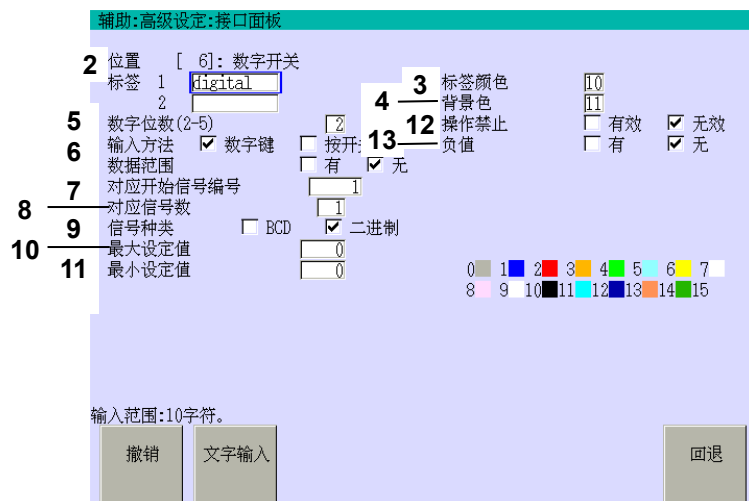 辅助:高级设定:接口面板
位置 [ 6]: 数字开关
2 标签 1 digital 3 标签颜色 10
2 4 背景色 11
5 数字位数(2-5) 2 12 操作禁止 有效 无效
6 输入方法 数字键 按开 13 负值 有 无
数据范围 有 无
7 对应开始信号编号 1
8 对应信号数 1
9 信号种类 BCD 二进制
10 最大设定值 0
11 最小设定值 0
0 1 2 3 4 5 6 7
8 9 10 11 12 13 14 15
输入范围:10字符。
撤销 文字输入 回退